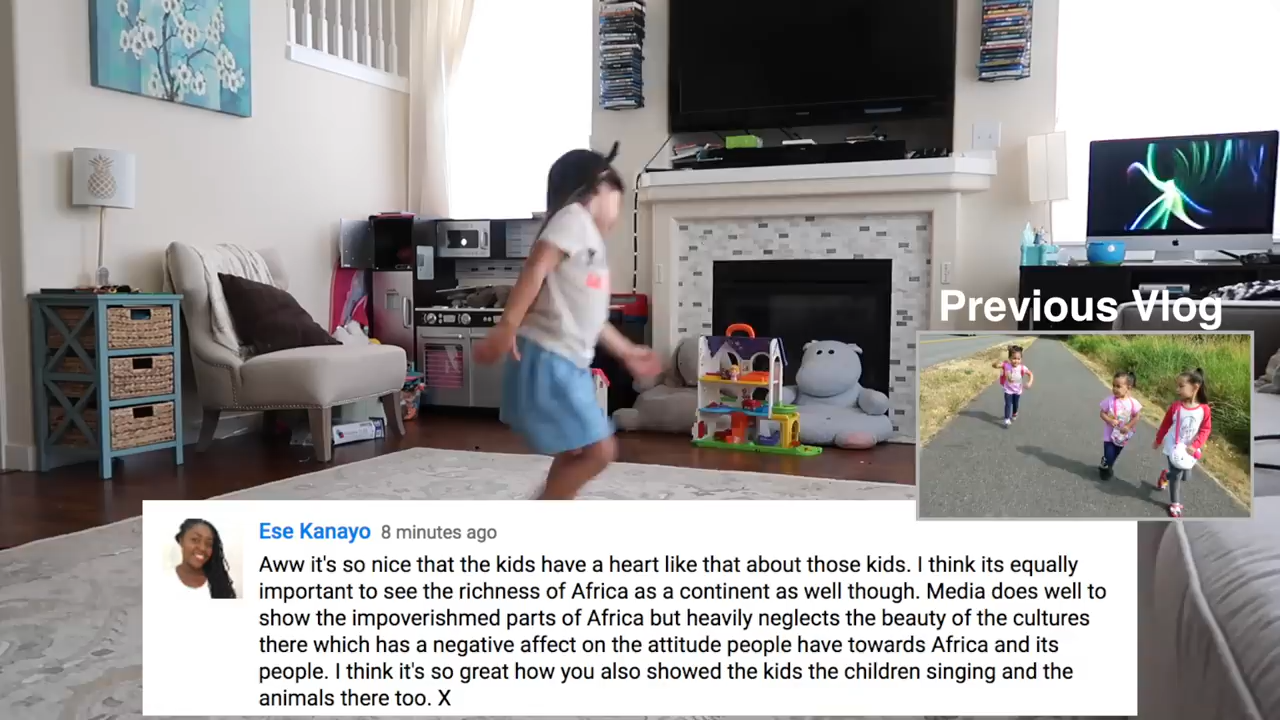 Previous Vlog
Ese Kanayo 8 minutes ago
Aww it's so nice that the kids have a heart like that about those kids. I think its equally
important to see the richness of Africa as a continent as well though. Media does well to
show the impoverishmed parts of Africa but heavily neglects the beauty of the cultures
there which has a negative affect on the attitude people have towards Africa and its
people. I think it's so great how you also showed the kids the children singing and the
animals there too. X